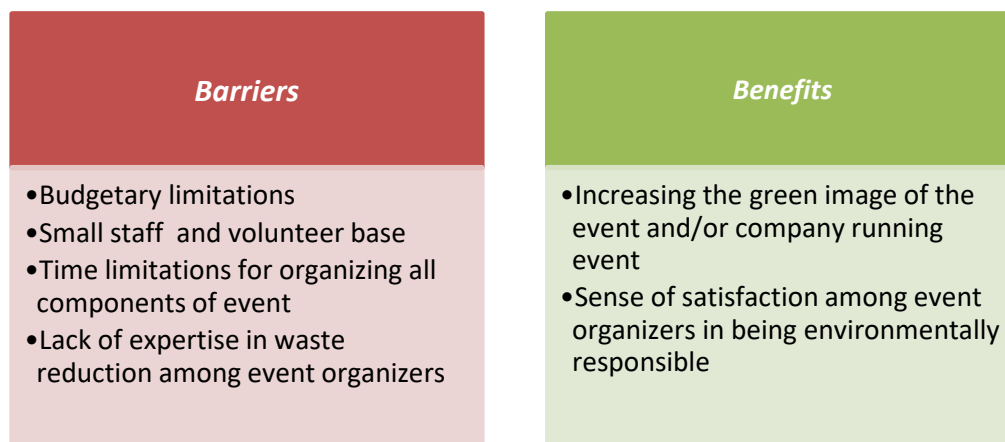 Barriers
•Budgetary limitations
•Small staff  and volunteer base
•Time limitations for organizing all
components of event
•Lack of expertise in waste
reduction among event organizers
Benefits
•Increasing the green image of the
event and/or company running
event
•Sense of satisfaction among event
organizers in being environmentally
responsible